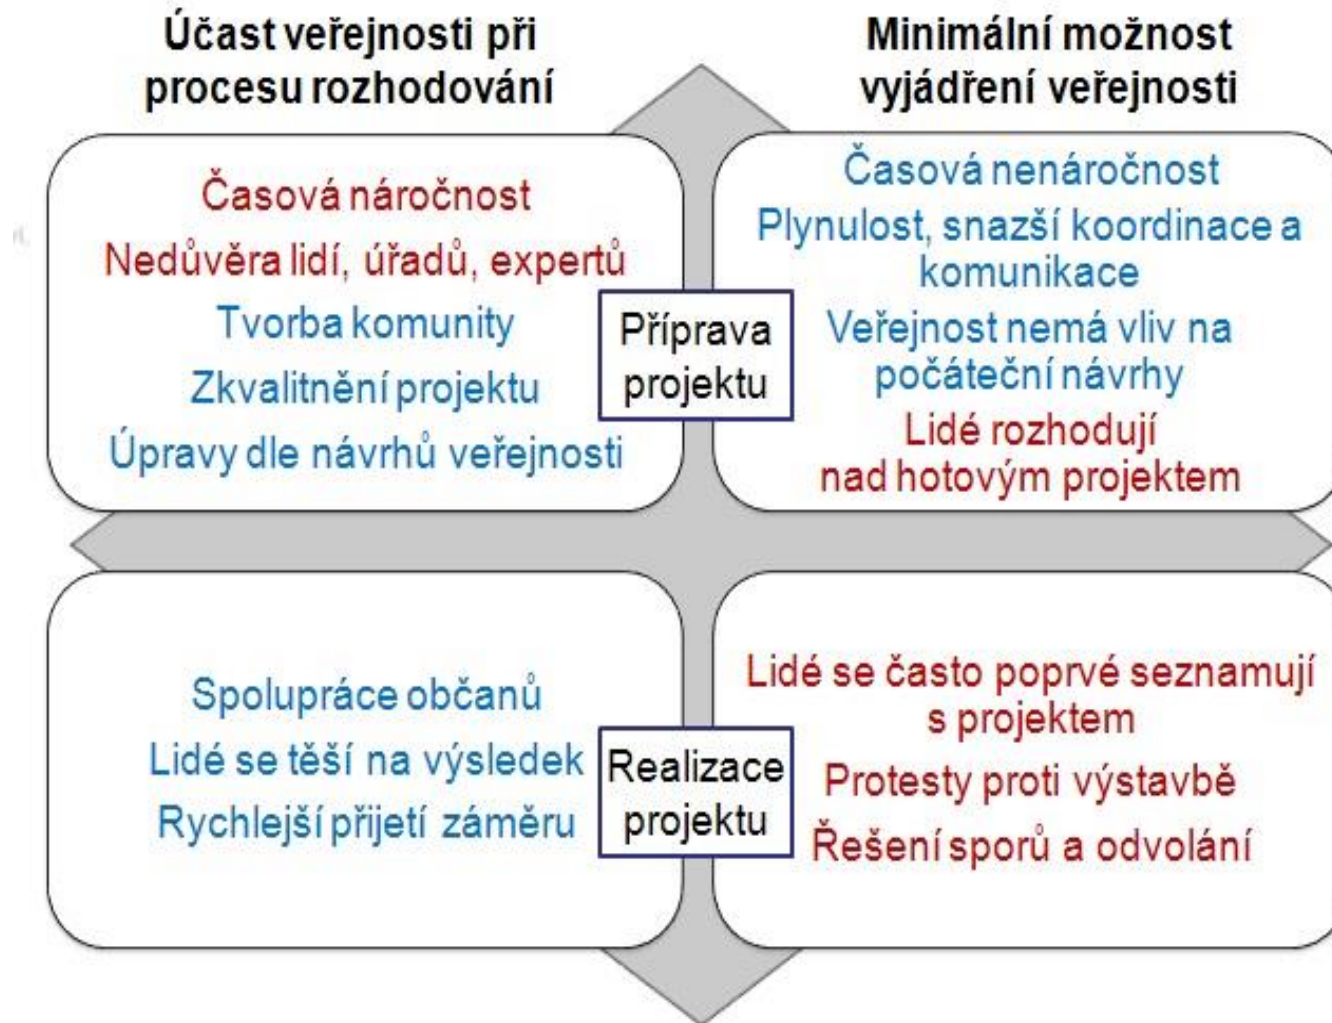 Účast veřejnosti při
procesu rozhodování
Minimální možnost
vyjádření veřejnosti
Časová náročnost
Nedůvěra lidí, úřadů, expertů
Tvorba komunity
Zkvalitnění projektu
Úpravy dle návrhů veřejnosti
Příprava
projektu
Časová nenáročnost
Plynulost, snazší koordinace a
komunikace
Veřejnost nemá vliv na
počáteční návrhy
Lidé rozhodují
nad hotovým projektem
Spolupráce občanů
Lidé se těší na výsledek
Rychlejší přijetí záměru
Realizace
projektu
Lidé se často poprvé seznamují
s projektem
Protesty proti výstavbě
Řešení sporů a odvolání